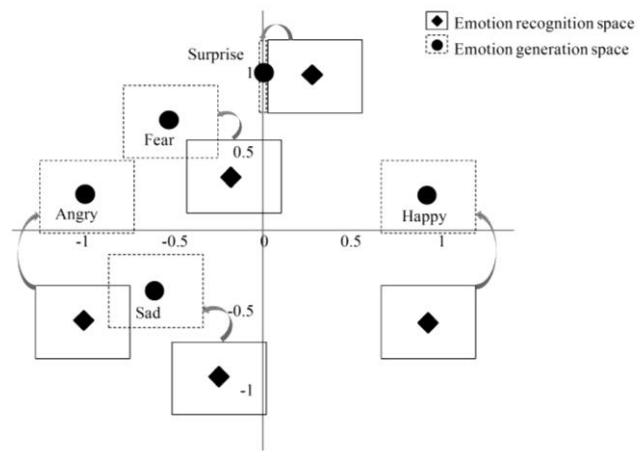 Emotion recognition space
Emotion generation space
Surprise
1
Fear
0.5
Angry
Happy
-1
-0.5
0
0.5
1
Sad
-0.5
-1